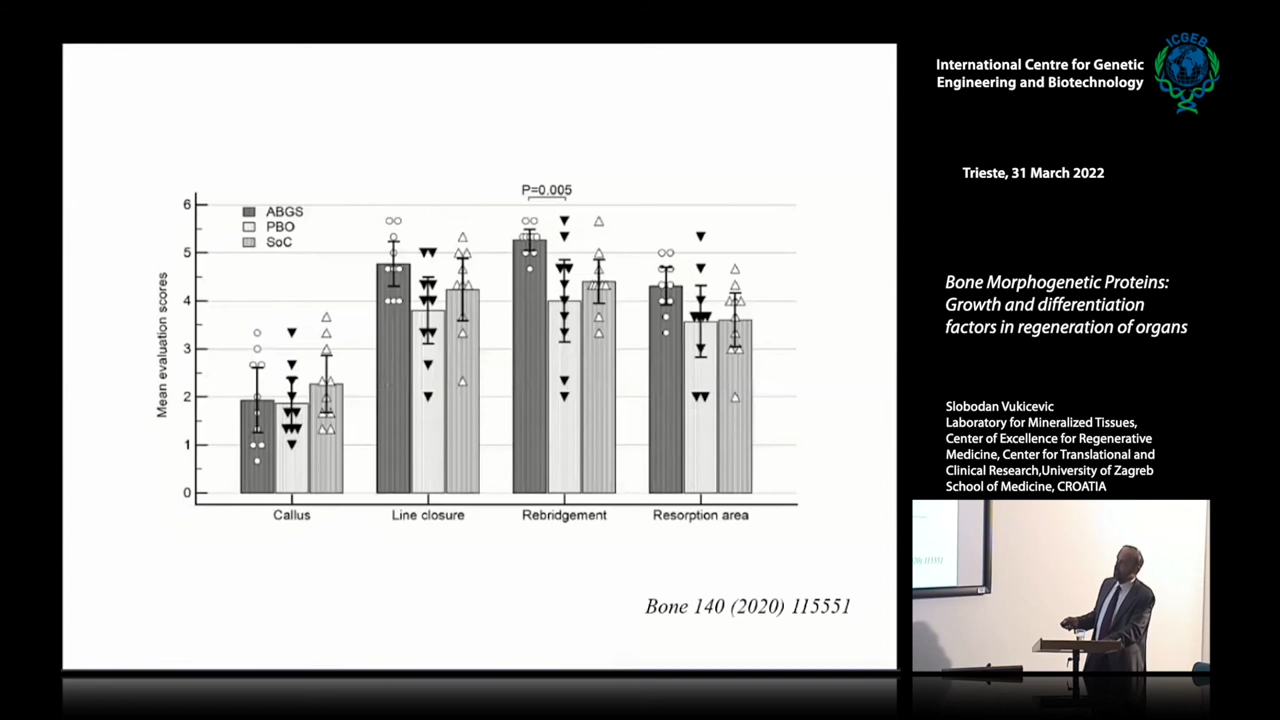 P=0.005
ABGS
PBO
SoC
6
5
4
3
2
1
0
Mean evaluation scores
Callus
Line closure
Rebridgement
Resorption area
Bone 140 (2020) 115551
International Centre for Genetic
Engineering and Biotechnology
ICGEB
Trieste, 31 March 2022
Bone Morphogenetic Proteins:
Growth and differentiation
factors in regeneration of organs
Slobodan Vukicevic
Laboratory for Mineralized Tissues,
Center of Excellence for Regenerative
Medicine, Center for Translational and
Clinical Research,University of Zagreb
School of Medicine, CROATIA